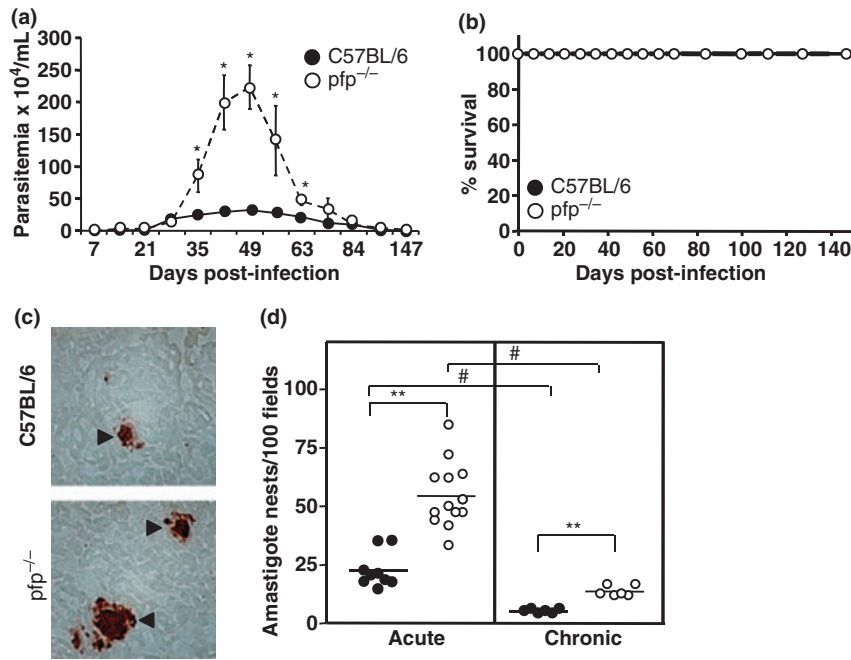 (a)
Parasitemia x 10⁴/mL
300
250
200
150
100
50
0
* * * * *
C57BL/6
pfp⁻/⁻
7 21 35 49 63 84 147
Days post-infection
(b)
% survival
100
80
60
40
20
0
C57BL/6
pfp⁻/⁻
0 20 40 60 80 100 120 140
Days post-infection
(c)
C57BL/6
pfp⁻/⁻
(d)
Amastigote nests/100 fields
100
75
50
25
0
#
#
**
**
Acute Chronic